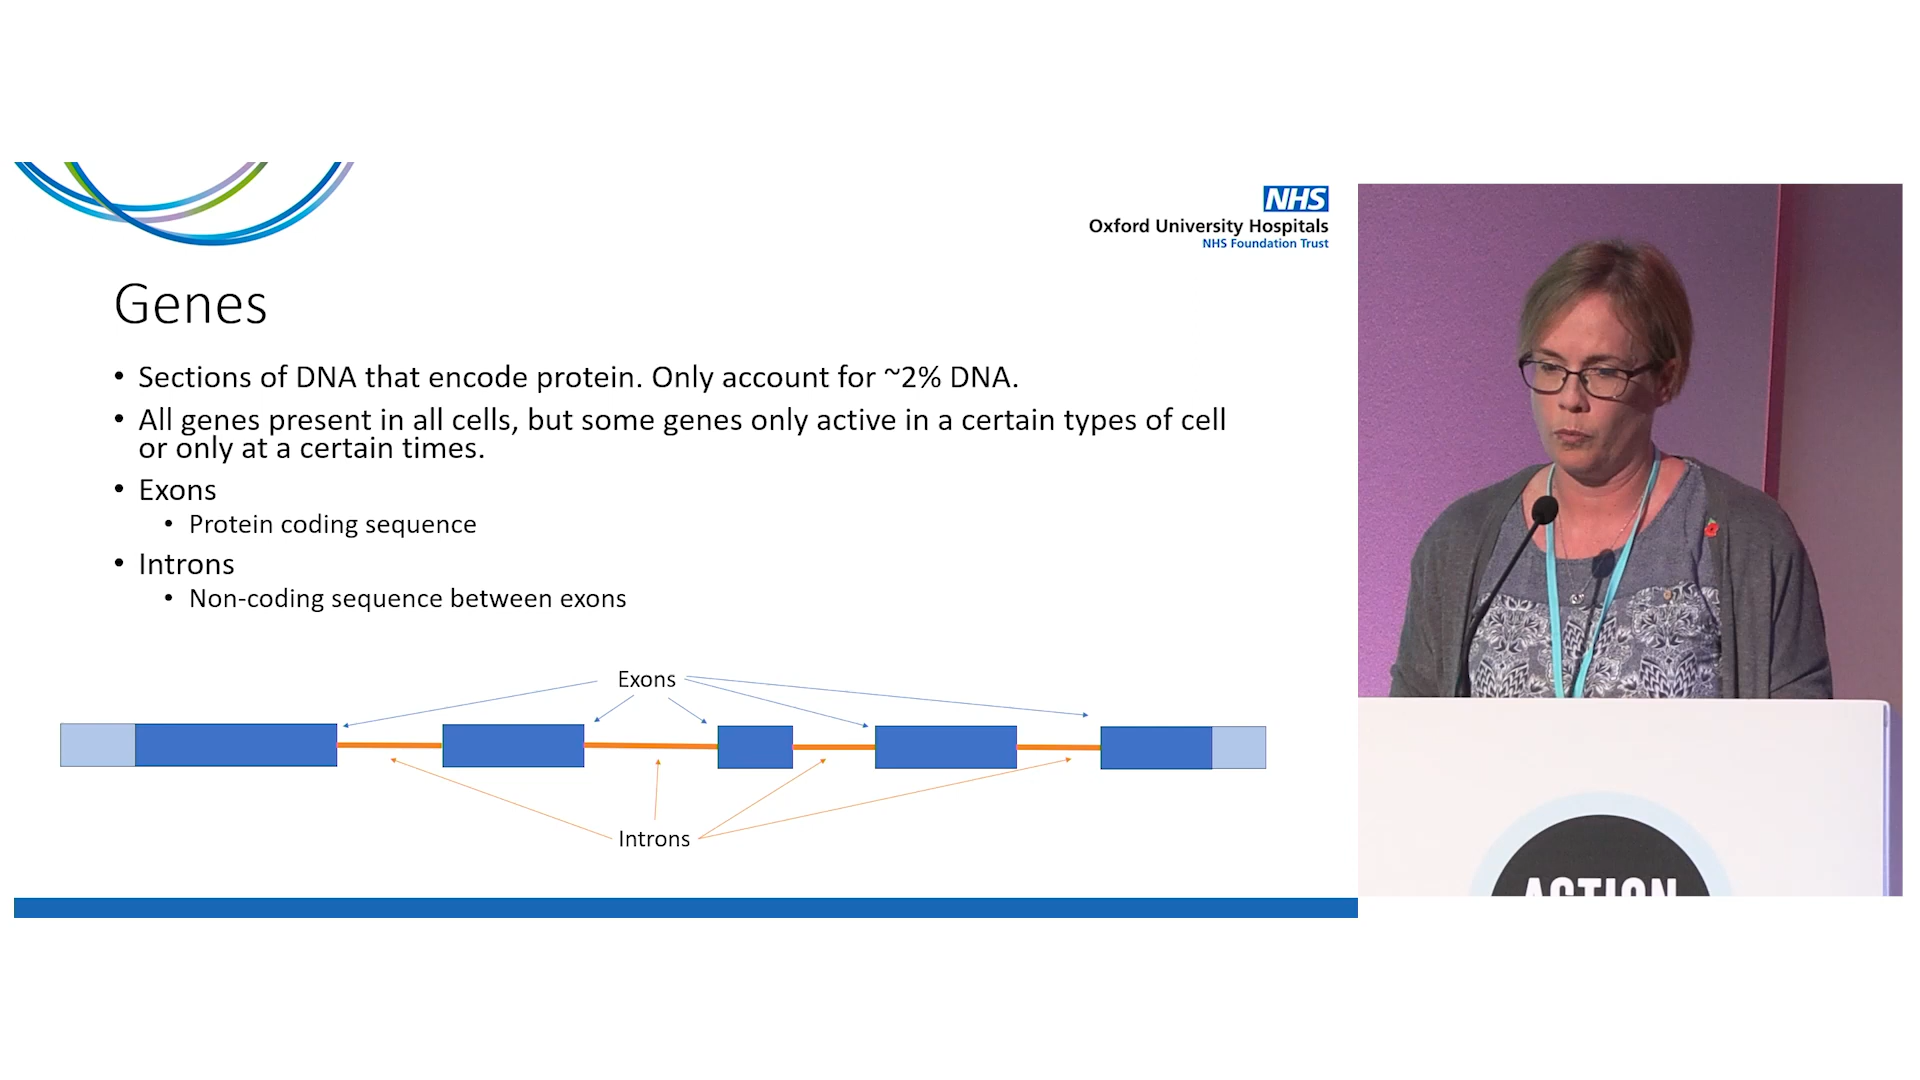 NHS
Oxford University Hospitals
NHS Foundation Trust
Genes
• Sections of DNA that encode protein. Only account for ~2% DNA.
• All genes present in all cells, but some genes only active in a certain types of cell
or only at a certain times.
• Exons
• Protein coding sequence
• Introns
• Non-coding sequence between exons
Exons
Introns
ACTION